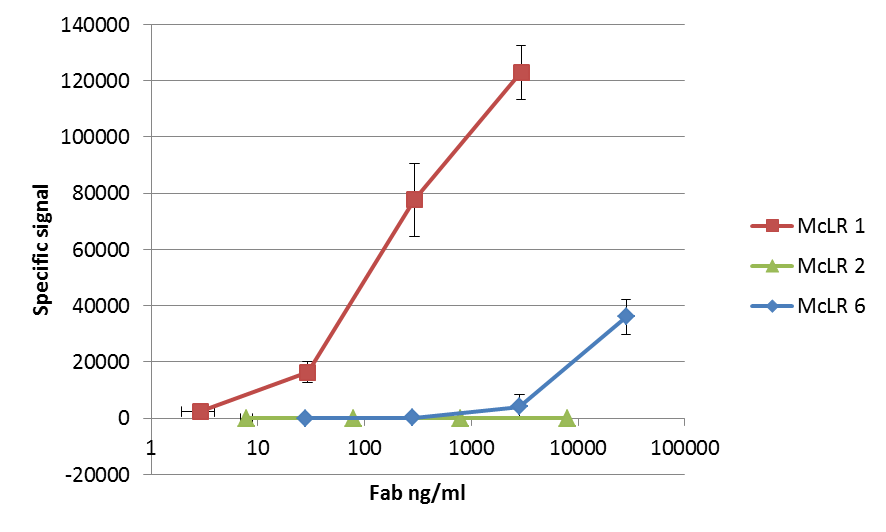 140000
120000
100000
80000
60000
40000
20000
0
-20000
Specific signal
1 10 100 1000 10000 100000
Fab ng/ml
McLR 1
McLR 2
McLR 6